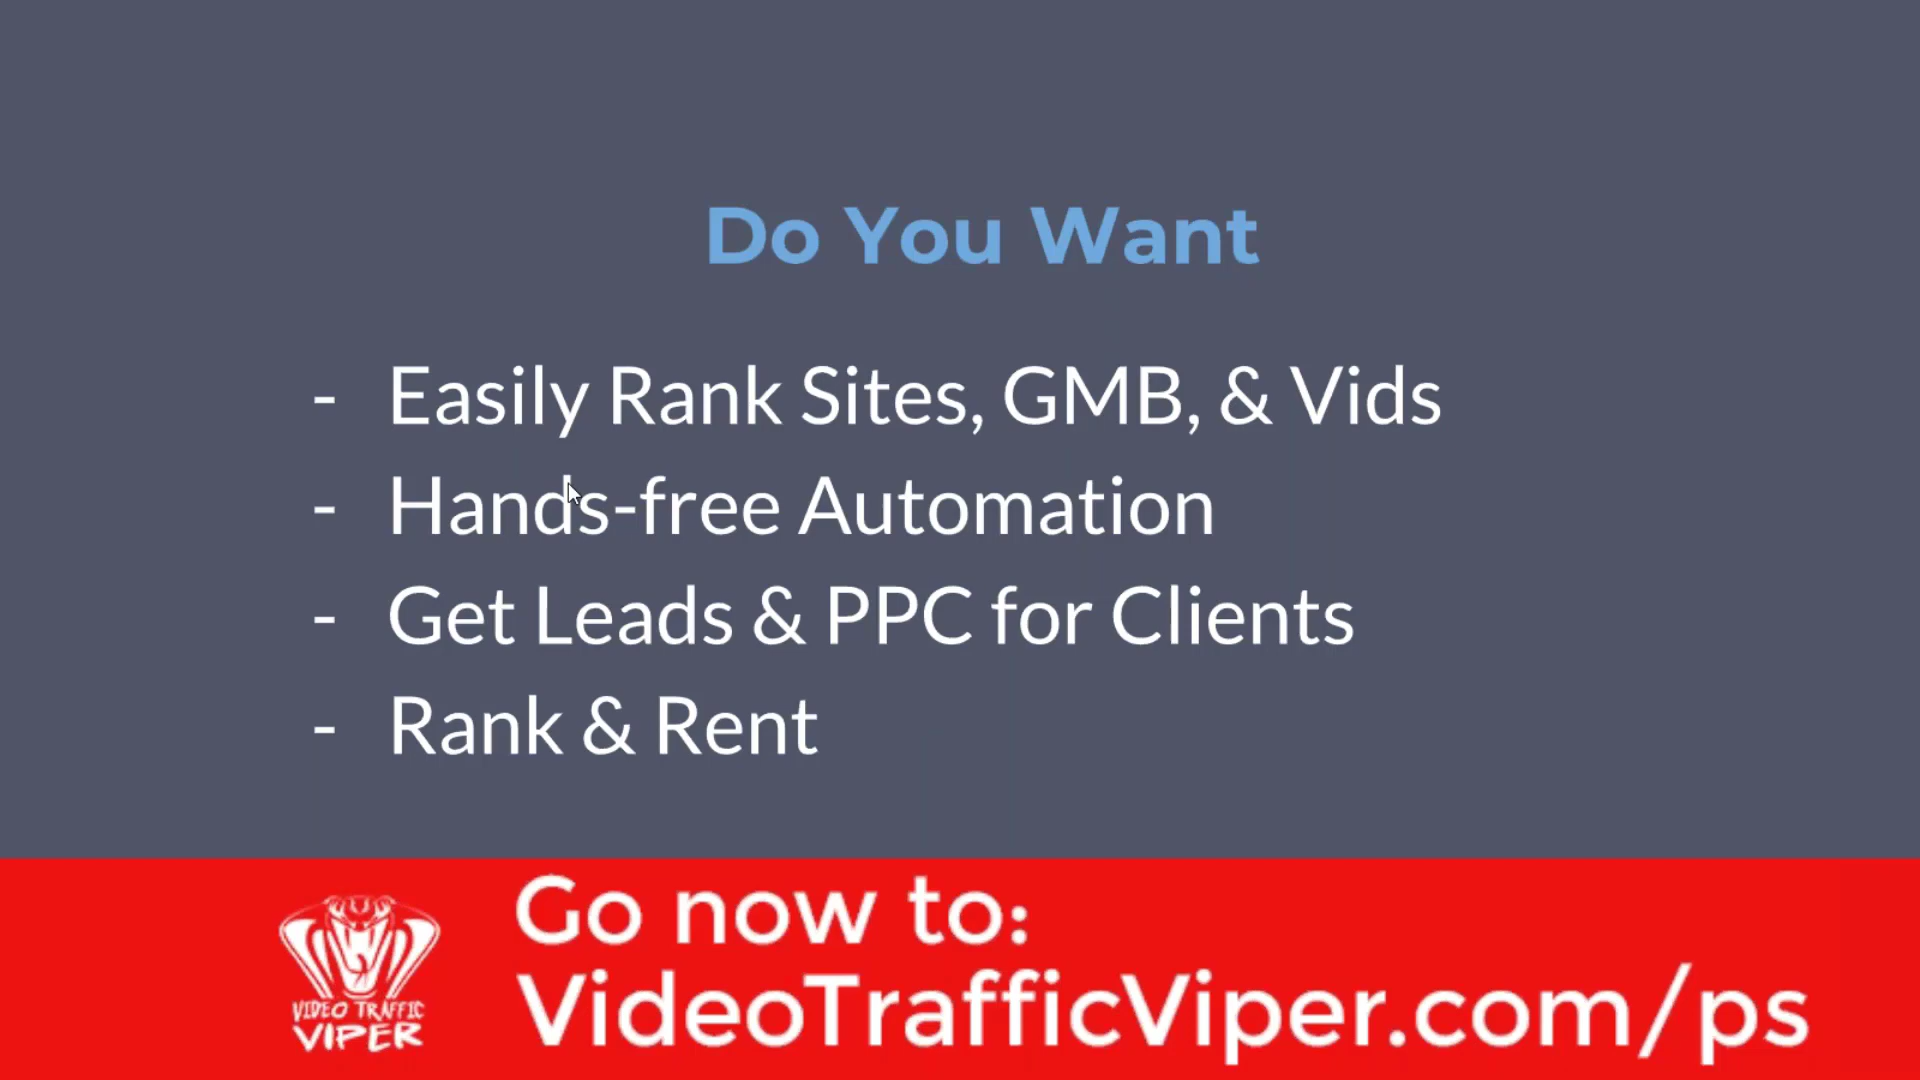 Do You Want
- Easily Rank Sites, GMB, & Vids
- Hands-free Automation
- Get Leads & PPC for Clients
- Rank & Rent
Go now to:
VideoTrafficViper.com/ps
VIDEO TRAFFIC
VIPER